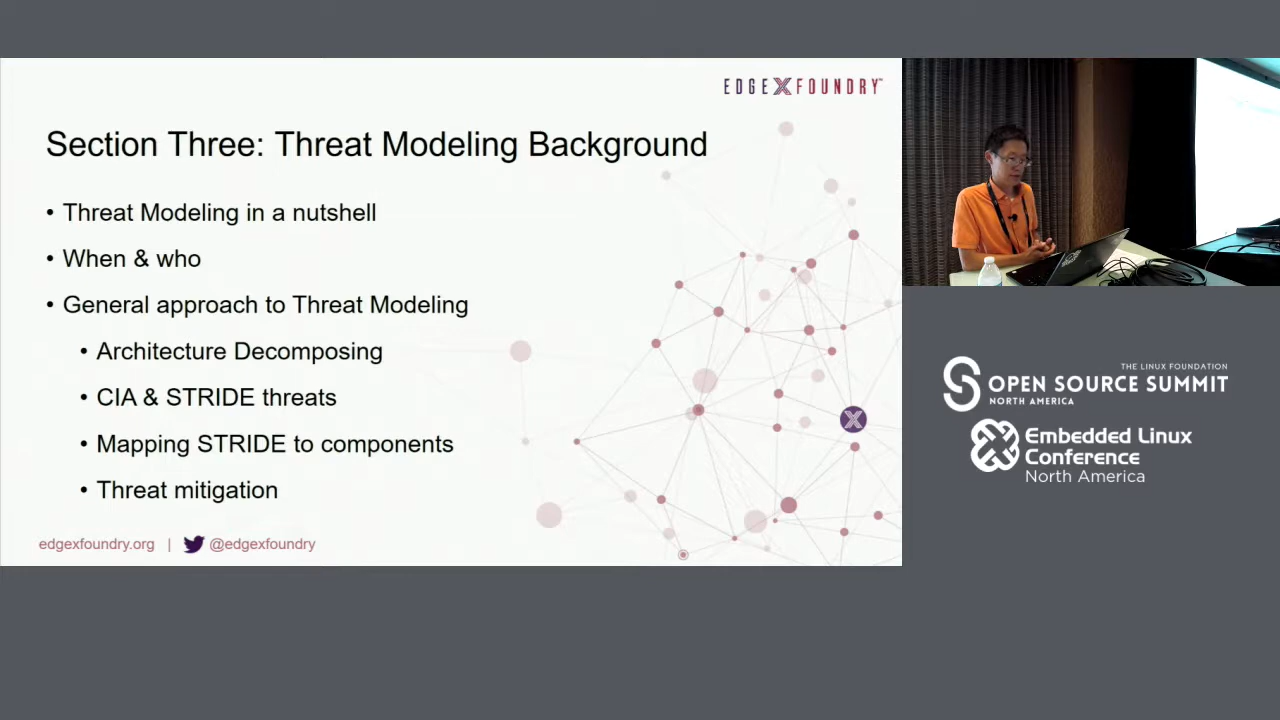 EDGEXFOUNDRY™
Section Three: Threat Modeling Background
• Threat Modeling in a nutshell
• When & who
• General approach to Threat Modeling
• Architecture Decomposing
• CIA & STRIDE threats
• Mapping STRIDE to components
• Threat mitigation
edgexfoundry.org | @edgexfoundry
THE LINUX FOUNDATION
OPEN SOURCE SUMMIT
NORTH AMERICA
Embedded Linux
Conference
North America